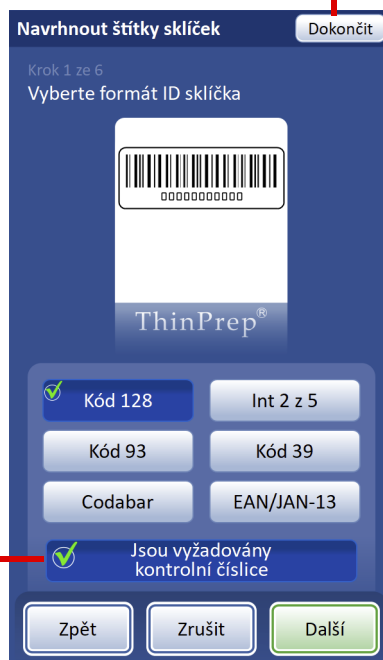 Navrhnout štítky sklíček
Dokončit
Krok 1 ze 6
Vyberte formát ID sklíčka
00000000000
ThinPrep®
Kód 128
Int 2 z 5
Kód 93
Kód 39
Codabar
EAN/JAN-13
Jsou vyžadovány
kontrolní číslice
Zpět
Zrušit
Další